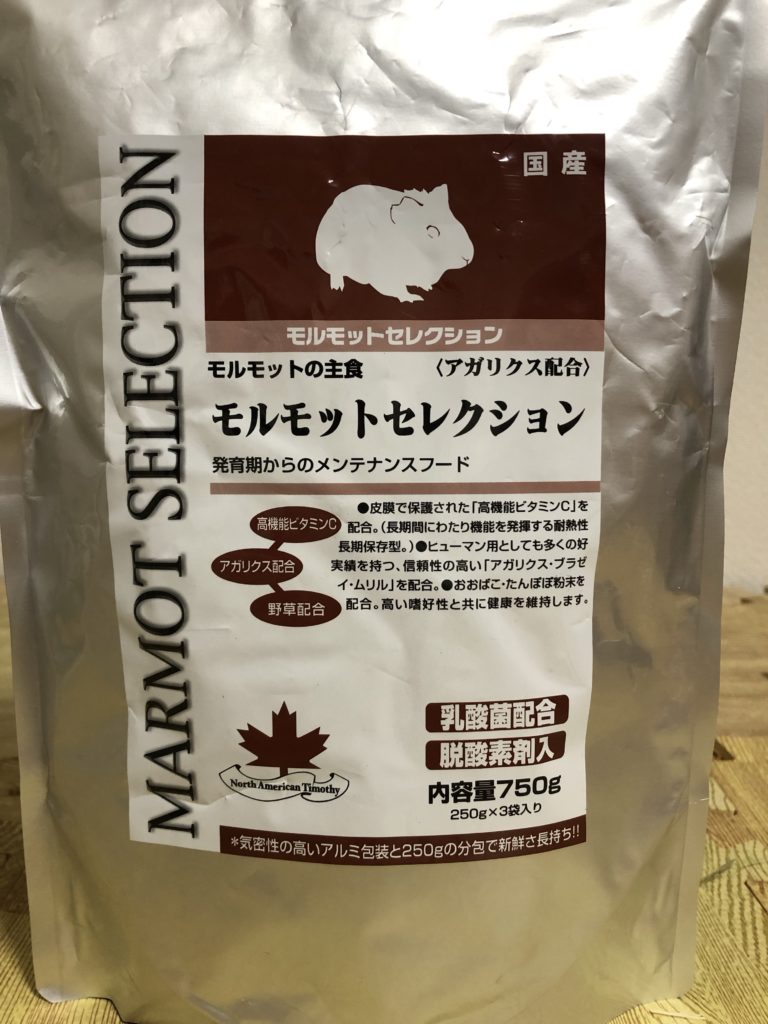 MARMOT SELECTION
国産
モルモットセレクション
モルモットの主食 〈アガリクス配合〉
モルモットセレクション
発育期からのメンテナンスフード
高機能ビタミンC
アガリクス配合
野草配合
●皮膜で保護された「高機能ビタミンC」を
配合。(長期間にわたり機能を発揮する耐熱性
長期保存型。)●ヒューマン用としても多くの好
実績を持つ、信頼性の高い「アガリクス・ブラゼ
イ・ムリル」を配合。●おおばこ・たんぽぽ粉末を
配合。高い嗜好性と共に健康を維持します。
North American Timothy
乳酸菌配合
脱酸素剤入
内容量750g
250g×3袋入り
*気密性の高いアルミ包装と250gの分包で新鮮さ長持ち!!